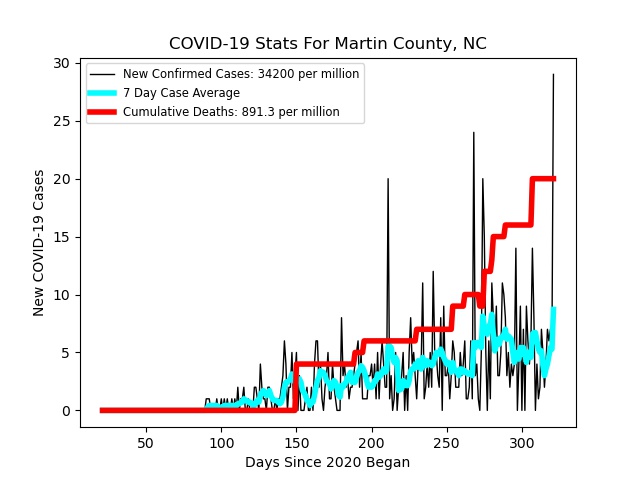 COVID-19 Stats For Martin County, NC
New Confirmed Cases: 34200 per million
7 Day Case Average
Cumulative Deaths: 891.3 per million
New COVID-19 Cases
30
25
20
15
10
5
0
50 100 150 200 250 300
Days Since 2020 Began